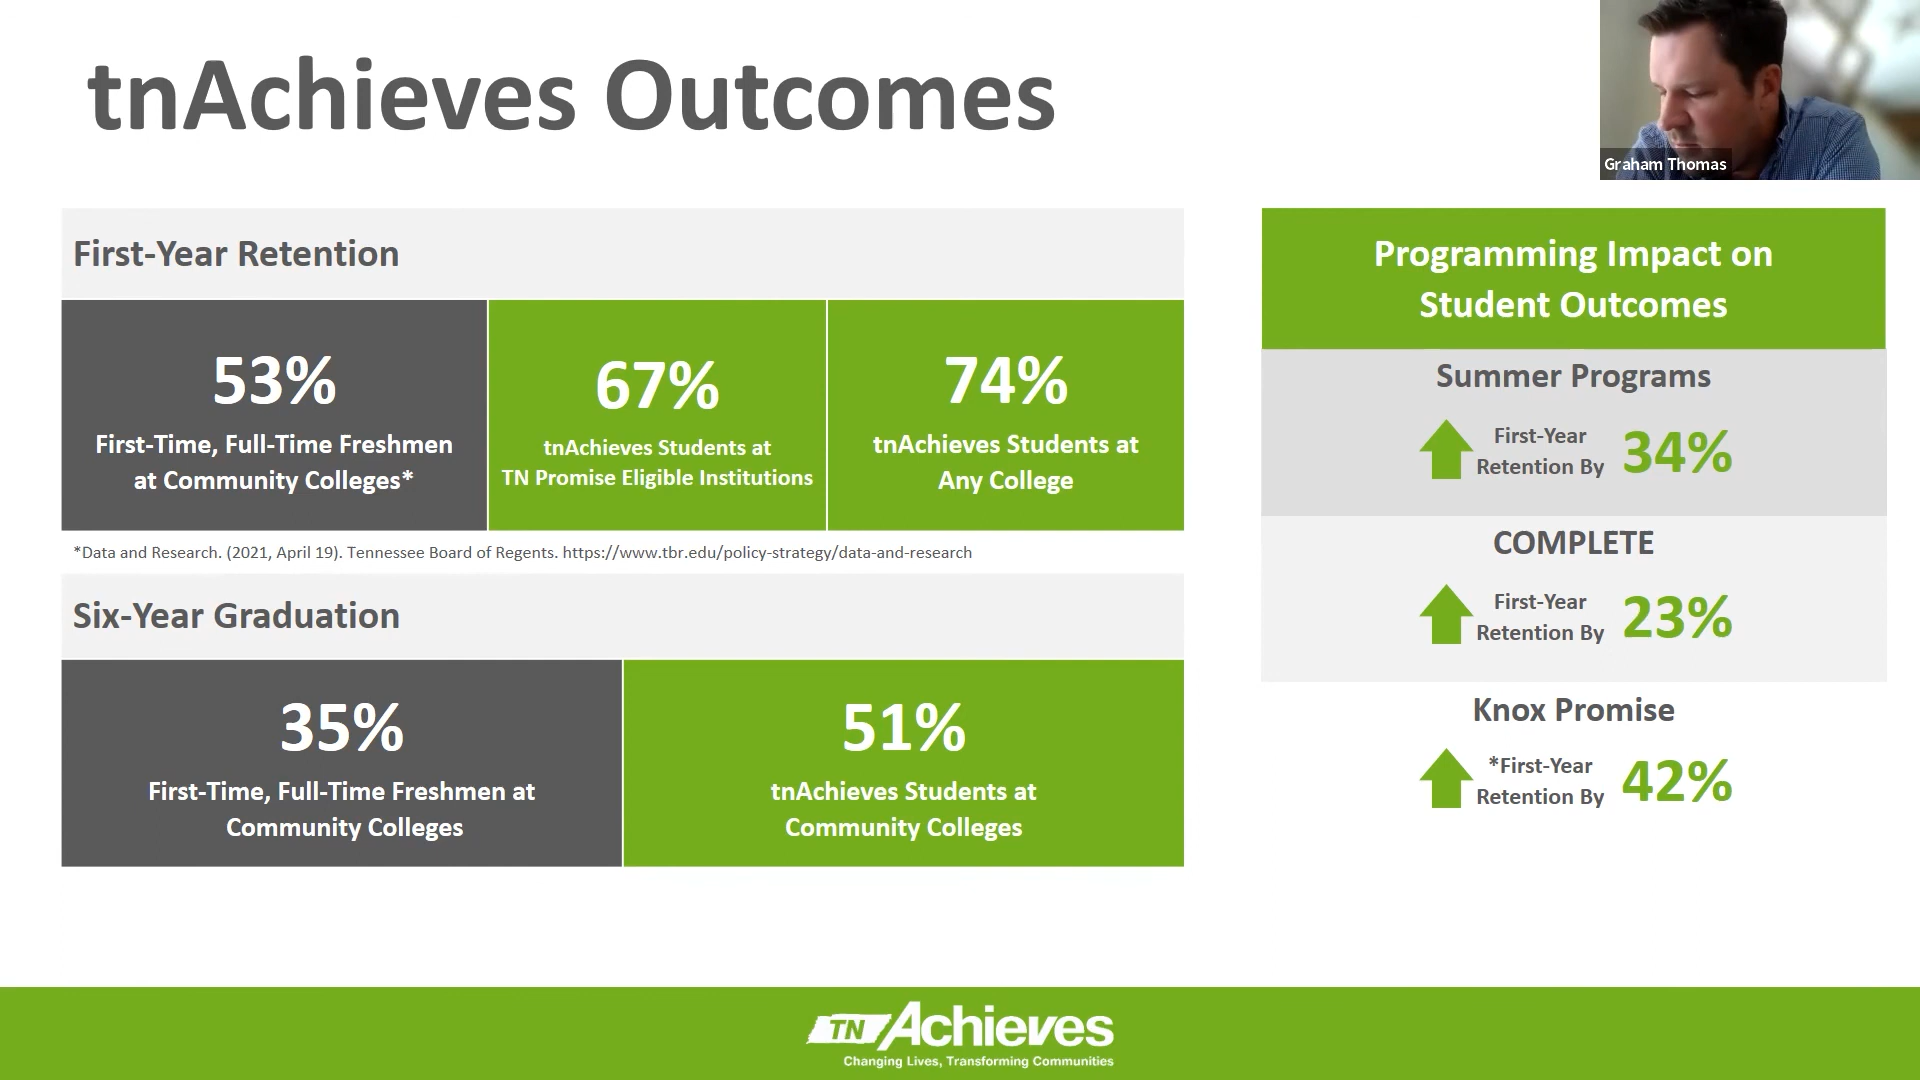 tnAchieves Outcomes
Graham Thomas
First-Year Retention
53%
First-Time, Full-Time Freshmen
at Community Colleges*
67%
tnAchieves Students at
TN Promise Eligible Institutions
74%
tnAchieves Students at
Any College
*Data and Research. (2021, April 19). Tennessee Board of Regents. https://www.tbr.edu/policy-strategy/data-and-research
Six-Year Graduation
35%
First-Time, Full-Time Freshmen at
Community Colleges
51%
tnAchieves Students at
Community Colleges
Programming Impact on
Student Outcomes
Summer Programs
First-Year
Retention By
34%
COMPLETE
First-Year
Retention By
23%
Knox Promise
*First-Year
Retention By
42%
TN Achieves
Changing Lives, Transforming Communities